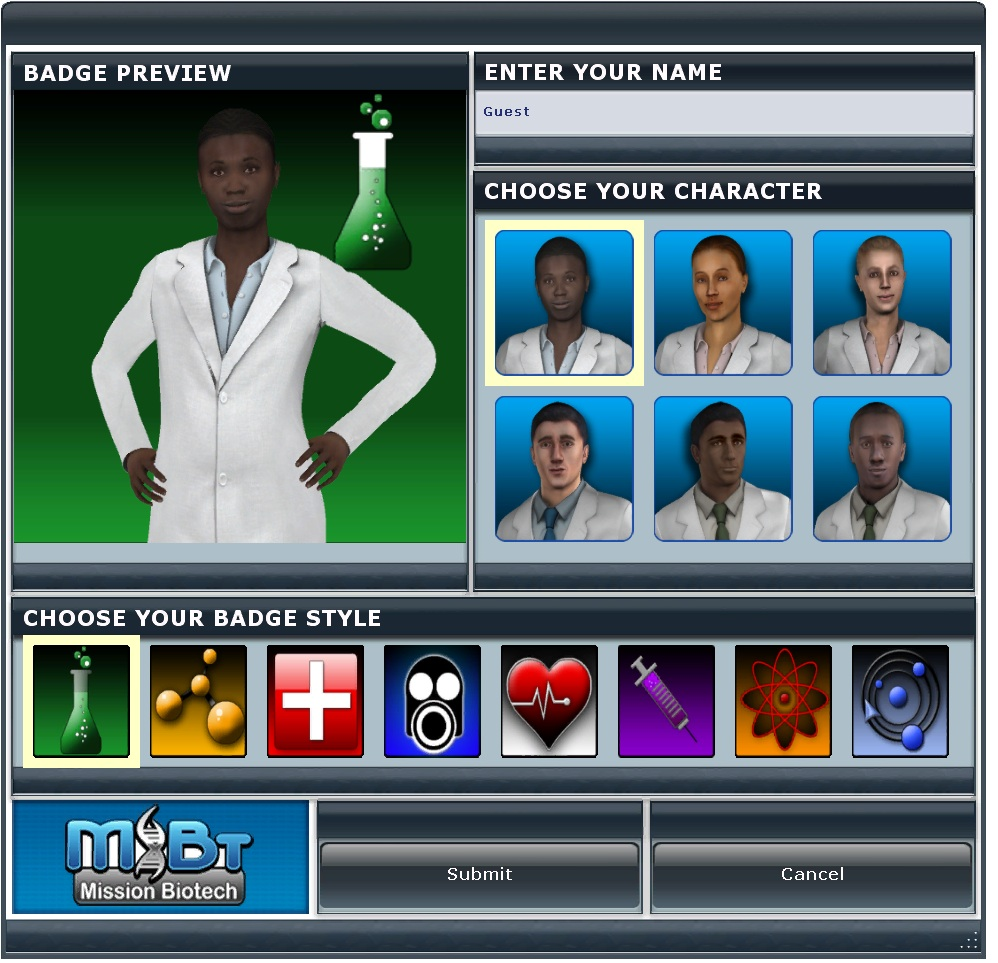 BADGE PREVIEW
ENTER YOUR NAME
Guest
CHOOSE YOUR CHARACTER
CHOOSE YOUR BADGE STYLE
MBT
Mission Biotech
Submit
Cancel